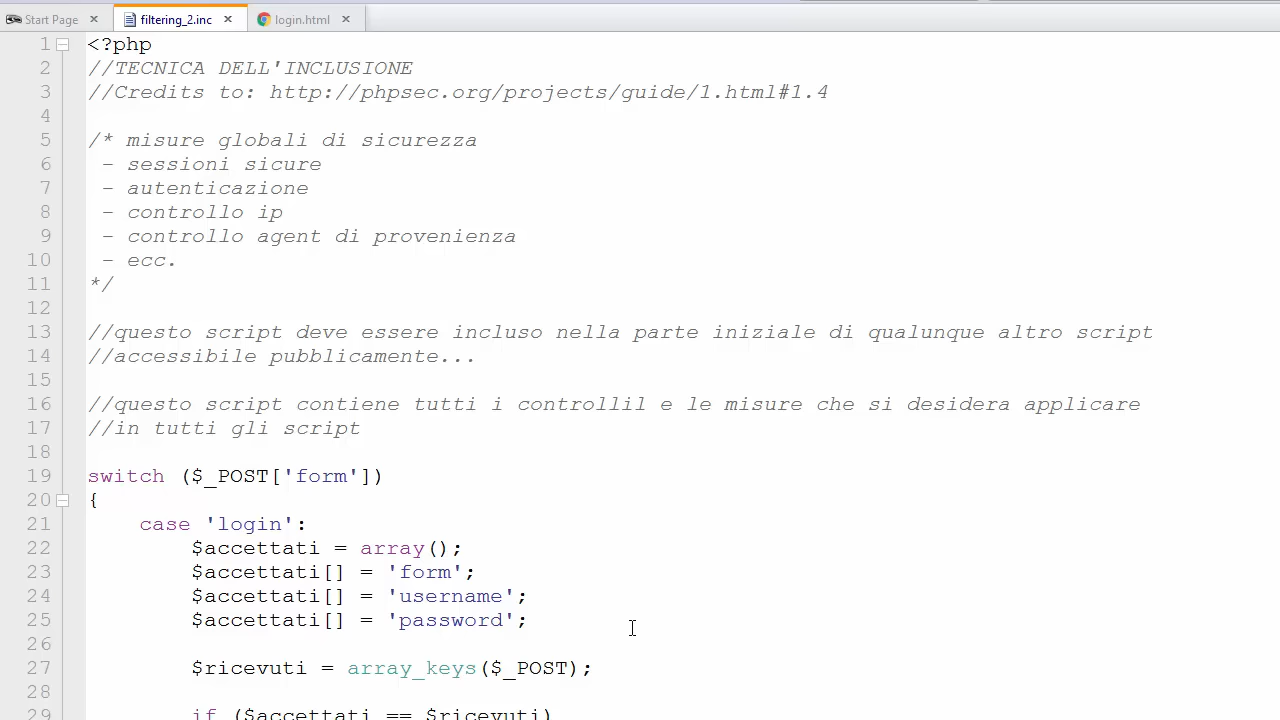 Start Page filtering_2.inc login.html
1 <?php
2 //TECNICA DELL'INCLUSIONE
3 //Credits to: http://phpsec.org/projects/guide/1.html#1.4
4
5 /* misure globali di sicurezza
6 - sessioni sicure
7 - autenticazione
8 - controllo ip
9 - controllo agent di provenienza
10 - ecc.
11 */
12
13 //questo script deve essere incluso nella parte iniziale di qualunque altro script
14 //accessibile pubblicamente...
15
16 //questo script contiene tutti i controllil e le misure che si desidera applicare
17 //in tutti gli script
18
19 switch ($_POST['form'])
20 {
21 case 'login':
22 $accettati = array();
23 $accettati[] = 'form';
24 $accettati[] = 'username';
25 $accettati[] = 'password';
26
27 $ricevuti = array_keys($_POST);
28
29 if ($accettati == $ricevuti)